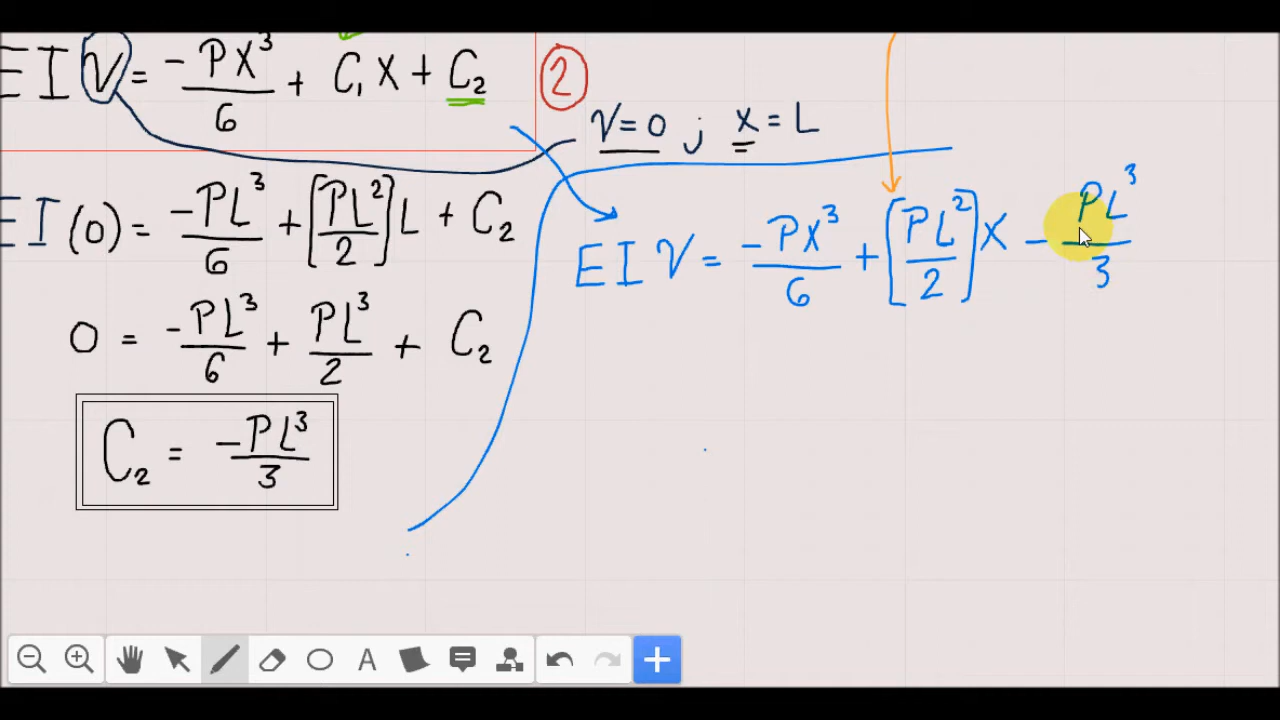 EIV = -PX³/6 + C₁X + C₂ 2
V=0 ; x=L
EI(0) = -PL³/6 + [PL²/2]L + C₂
0 = -PL³/6 + PL³/2 + C₂
C₂ = -PL³/3
EIV = -PX³/6 + [PL²/2]X - PL³/3
A